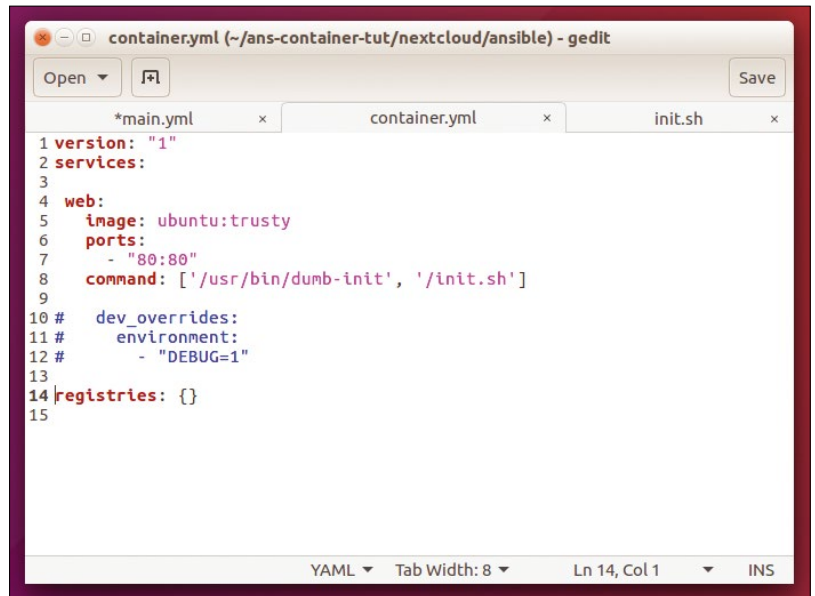 container.yml (~/ans-container-tut/nextcloud/ansible) - gedit
Open Save
*main.yml × container.yml × init.sh ×
1 version: "1"
2 services:
3
4  web:
5    image: ubuntu:trusty
6    ports:
7      - "80:80"
8    command: ['/usr/bin/dumb-init', '/init.sh']
9
10 #   dev_overrides:
11 #     environment:
12 #       - "DEBUG=1"
13
14 registries: {}
15
YAML Tab Width: 8 Ln 14, Col 1 INS